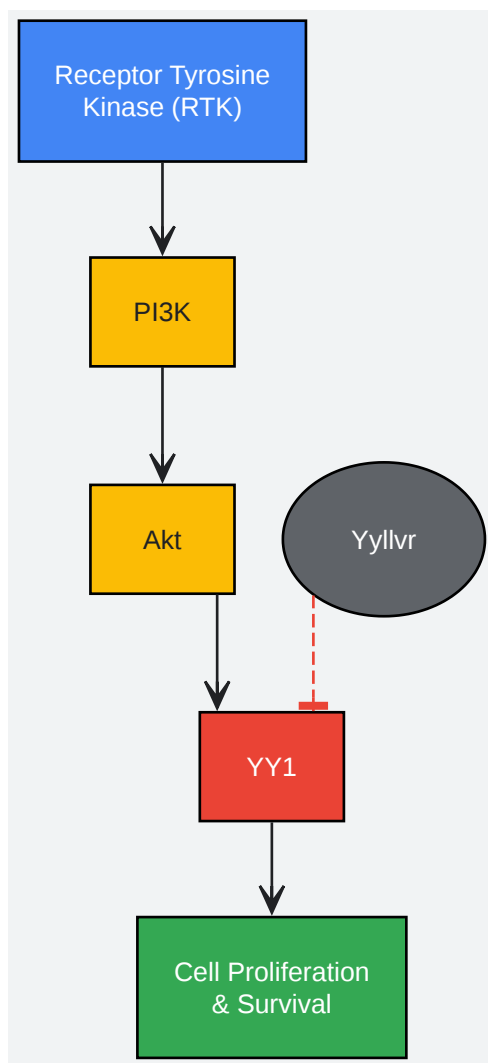 Receptor Tyrosine
Kinase (RTK)
PI3K
Akt
Yyllvr
YY1
Cell Proliferation
& Survival